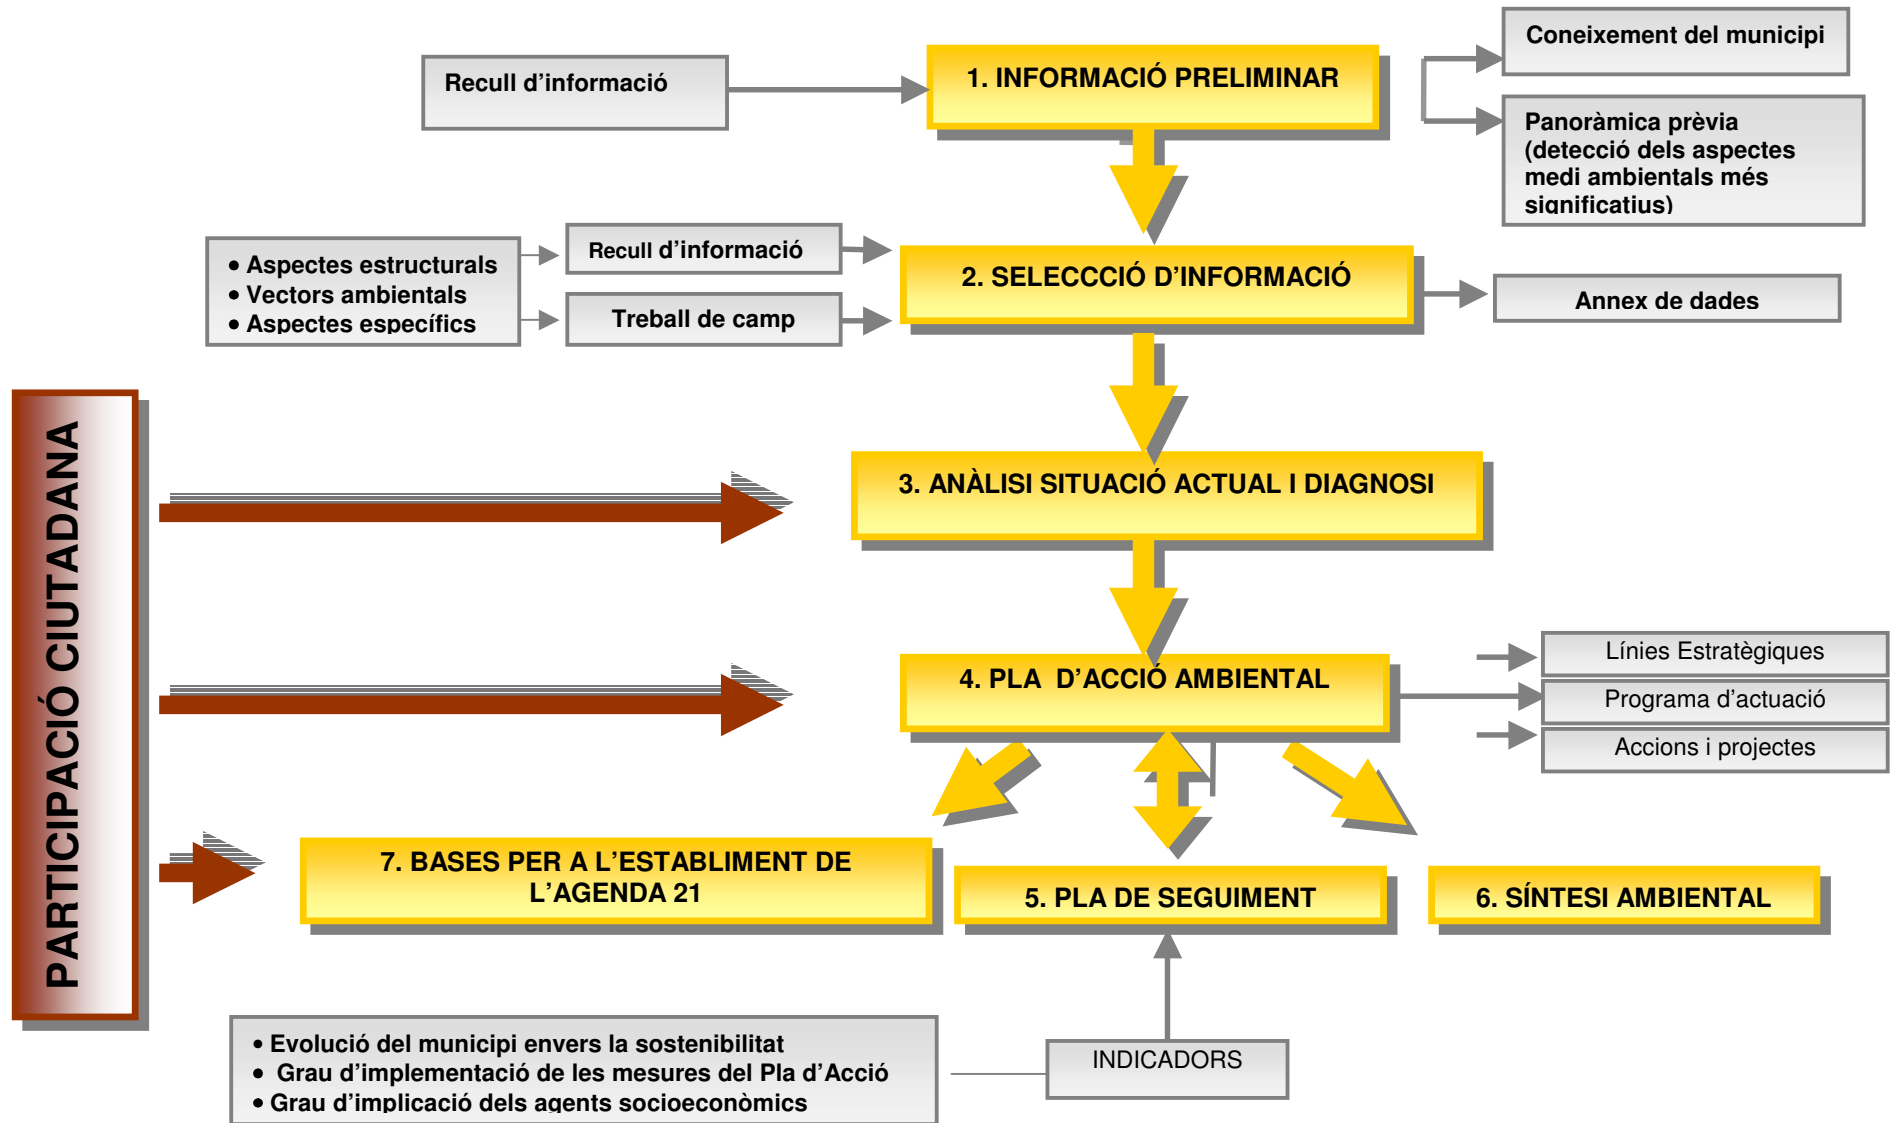 Recull d’informació
1. INFORMACIÓ PRELIMINAR
Coneixement del municipi
Panoràmica prèvia
(detecció dels aspectes
medi ambientals més
significatius)
• Aspectes estructurals
• Vectors ambientals
• Aspectes específics
Recull d’informació
Treball de camp
2. SELECCCIÓ D’INFORMACIÓ
Annex de dades
PARTICIPACIÓ CIUTADANA
3. ANÀLISI SITUACIÓ ACTUAL I DIAGNOSI
4. PLA D’ACCIÓ AMBIENTAL
Línies Estratègiques
Programa d’actuació
Accions i projectes
7. BASES PER A L’ESTABLIMENT DE
L’AGENDA 21
5. PLA DE SEGUIMENT
6. SÍNTESI AMBIENTAL
• Evolució del municipi envers la sostenibilitat
• Grau d’implementació de les mesures del Pla d’Acció
• Grau d’implicació dels agents socioeconòmics
INDICADORS